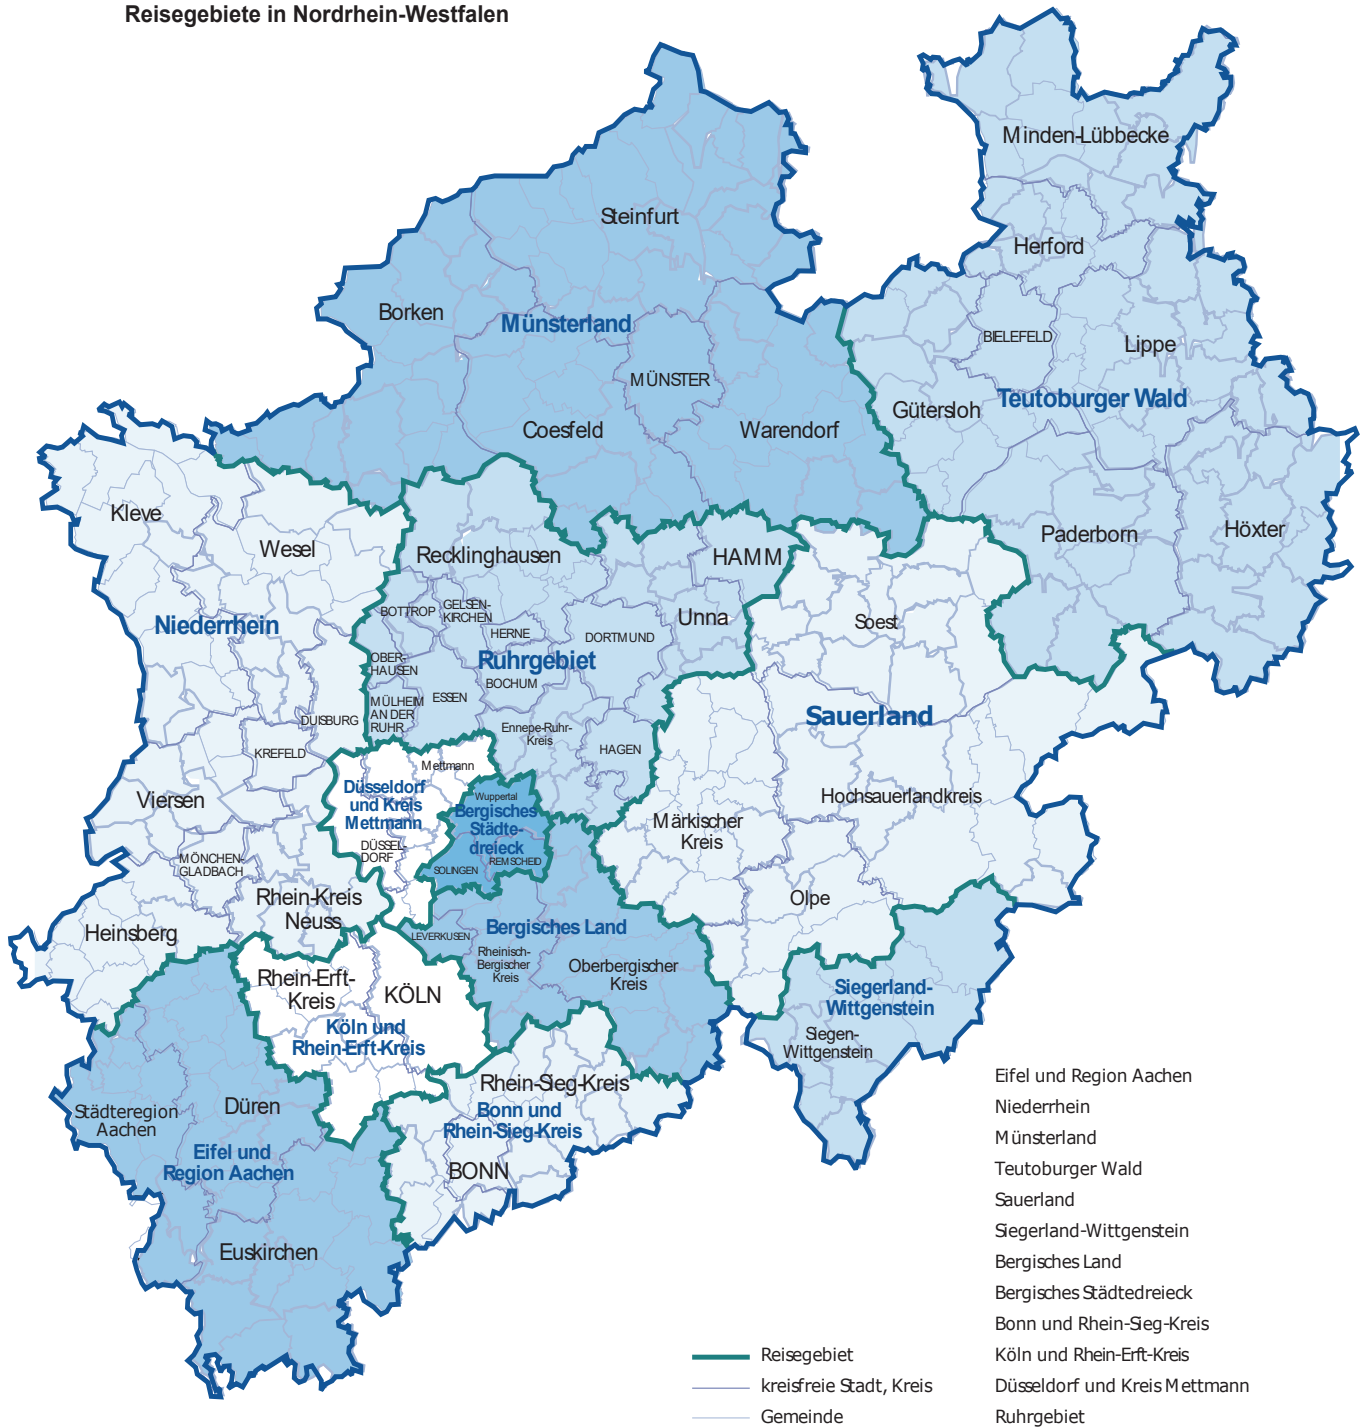 Reisegebiete in Nordrhein-Westfalen
Minden-Lübbecke
Steinfurt
Herford
Borken
Münsterland
BIELEFELD
Lippe
MÜNSTER
Teutoburger Wald
Gütersloh
Coesfeld
Warendorf
Kleve
Wesel
Recklinghausen
HAMM
Paderborn
Höxter
Niederrhein
BOTTROP
GELSEN-
KIRCHEN
HERNE
DORTMUND
Unna
Soest
OBER-
HAUSEN
Ruhrgebiet
BOCHUM
MÜLHEIM
AN DER
RUHR
ESSEN
DUISBURG
Ennepe-Ruhr-
Kreis
HAGEN
Sauerland
KREFELD
Mettmann
Düsseldorf
und Kreis
Mettmann
Viersen
Wuppertal
Bergisches
Städte-
dreieck
Hochsauerlandkreis
Märkischer
Kreis
DÜSSEL-
DORF
MÖNCHEN-
GLADBACH
SOLINGEN
REMSCHEID
Rhein-Kreis
Neuss
Olpe
Heinsberg
LEVERKUSEN
Bergisches Land
Rheinisch-
Bergischer
Kreis
Oberbergischer
Kreis
Rhein-Erft-
Kreis
KÖLN
Siegerland-
Wittgenstein
Köln und
Rhein-Erft-Kreis
Siegen-
Wittgenstein
Rhein-Sieg-Kreis
Städteregion
Aachen
Düren
Bonn und
Rhein-Sieg-Kreis
Eifel und
Region Aachen
BONN
Euskirchen
Eifel und Region Aachen
Niederrhein
Münsterland
Teutoburger Wald
Sauerland
Siegerland-Wittgenstein
Bergisches Land
Bergisches Städtedreieck
Bonn und Rhein-Sieg-Kreis
Köln und Rhein-Erft-Kreis
Düsseldorf und Kreis Mettmann
Ruhrgebiet
Reisegebiet
kreisfreie Stadt, Kreis
Gemeinde